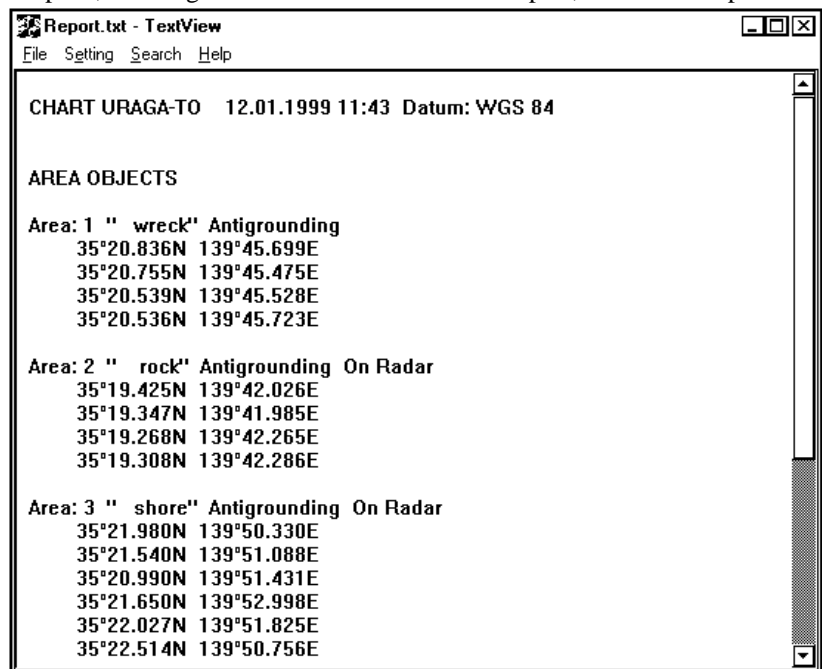 Report.txt - TextView
File Setting Search Help
CHART URAGA-TO 12.01.1999 11:43 Datum: WGS 84
AREA OBJECTS
Area: 1 " wreck" Antigrounding
35°20.836N 139°45.699E
35°20.755N 139°45.475E
35°20.539N 139°45.528E
35°20.536N 139°45.723E
Area: 2 " rock" Antigrounding On Radar
35°19.425N 139°42.026E
35°19.347N 139°41.985E
35°19.268N 139°42.265E
35°19.308N 139°42.286E
Area: 3 " shore" Antigrounding On Radar
35°21.980N 139°50.330E
35°21.540N 139°51.088E
35°20.990N 139°51.431E
35°21.650N 139°52.998E
35°22.027N 139°51.825E
35°22.514N 139°50.756E